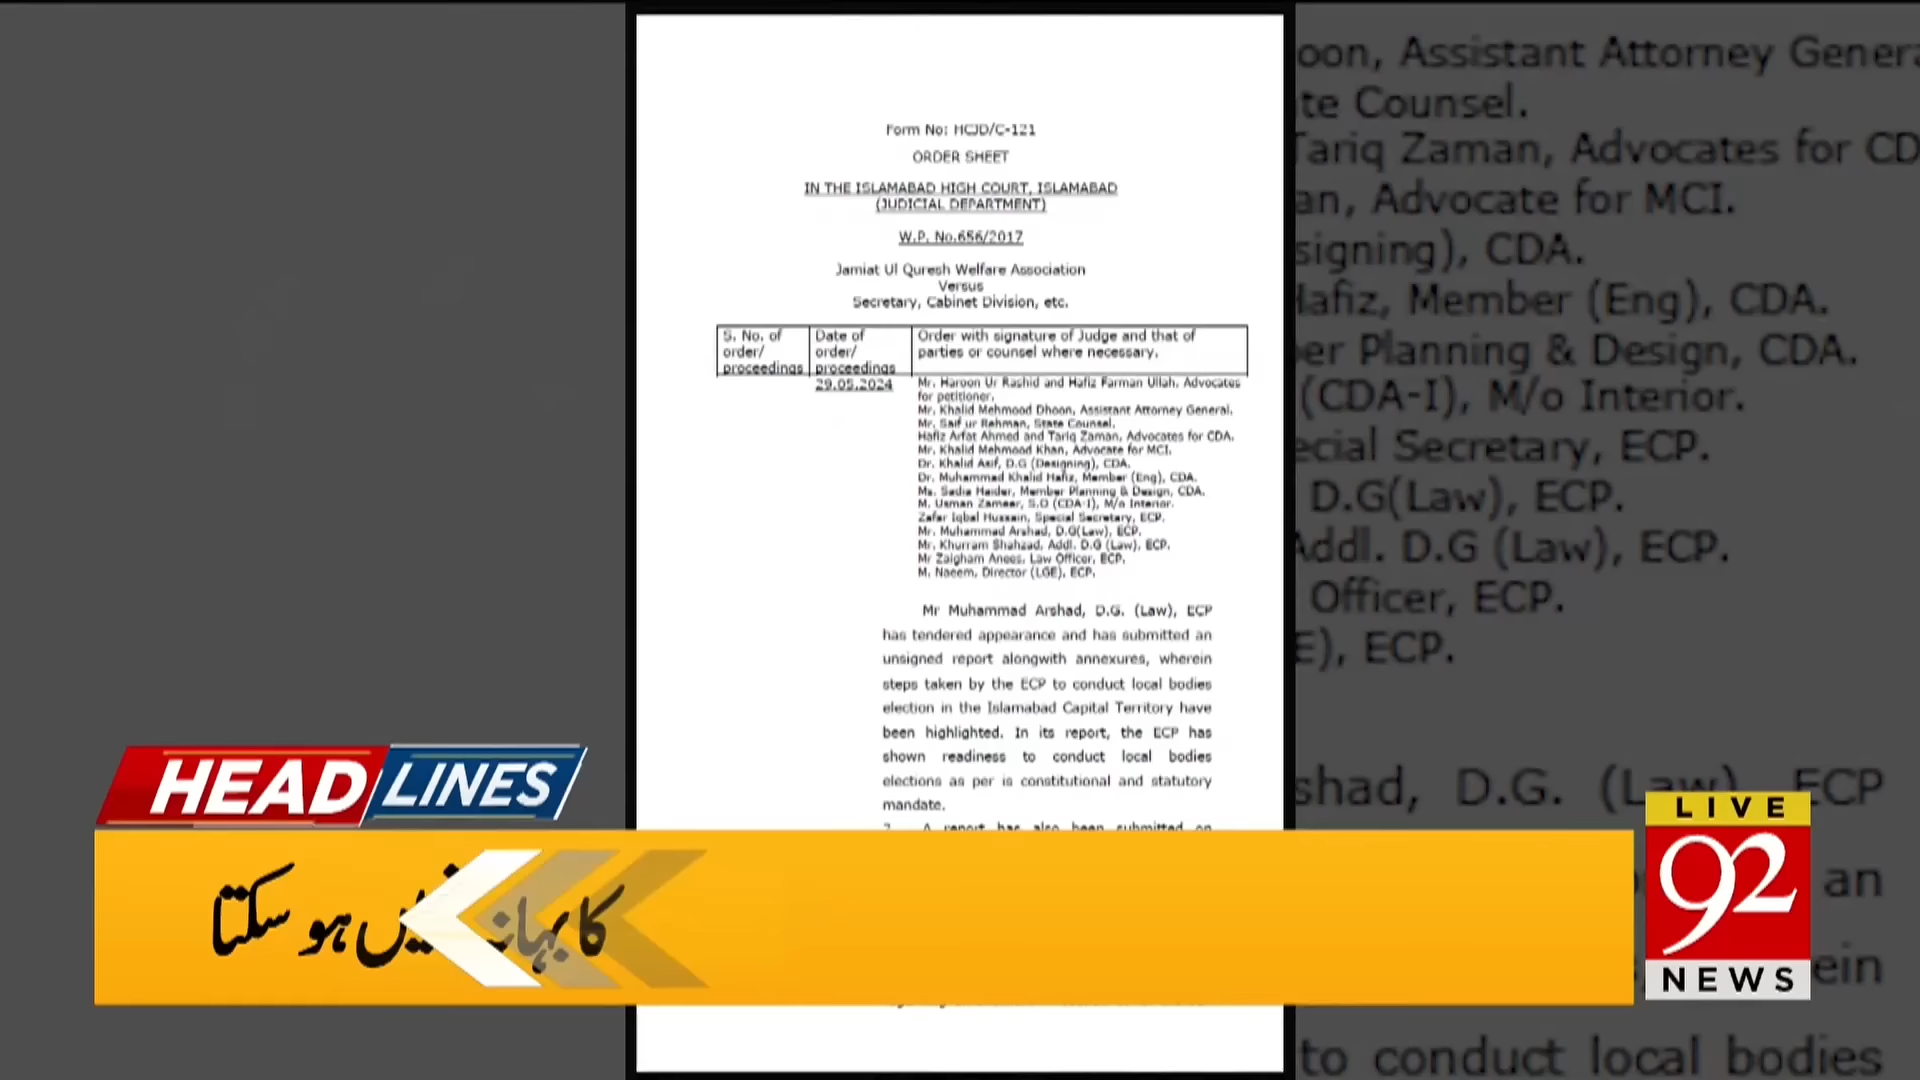 Form No: HCJD/C-121
ORDER SHEET
IN THE ISLAMABAD HIGH COURT, ISLAMABAD
(JUDICIAL DEPARTMENT)
W.P. No.656/2017
Jamiat Ul Quresh Welfare Association
Versus
Secretary, Cabinet Division, etc.
S. No. of order/ proceedings
Date of order/ proceedings
Order with signature of Judge and that of
parties or counsel where necessary.
29.05.2024
Mr. Haroon Ur Rashid and Hafiz Farman Ullah, Advocates
for petitioner.
Mr. Khalid Mehmood Dhoon, Assistant Attorney General.
Mr. Saif ur Rehman, State Counsel.
Hafiz Arfat Ahmed and Tariq Zaman, Advocates for CDA.
Mr. Khalid Mehmood Khan, Advocate for MCI.
Dr. Khalid Asif, D.G (Designing), CDA.
Dr. Muhammad Khalid Hafiz, Member (Eng), CDA.
Ms. Sadia Haider, Member Planning & Design, CDA.
M. Usman Zameer, S.O (CDA-I), M/o Interior.
Zafar Iqbal Hussain, Special Secretary, ECP.
Mr. Muhammad Arshad, D.G(Law), ECP.
Mr. Khurram Shahzad, Addl. D.G (Law), ECP.
Mr Zaigham Anees, Law Officer, ECP.
M. Naeem, Director (LGE), ECP.
Mr Muhammad Arshad, D.G. (Law), ECP
has tendered appearance and has submitted an
unsigned report alongwith annexures, wherein
steps taken by the ECP to conduct local bodies
election in the Islamabad Capital Territory have
been highlighted. In its report, the ECP has
shown readiness to conduct local bodies
elections as per is constitutional and statutory
mandate.
2. A report has also been submitted on
oon, Assistant Attorney Genera
te Counsel.
Tariq Zaman, Advocates for CD
an, Advocate for MCI.
signing), CDA.
Hafiz, Member (Eng), CDA.
er Planning & Design, CDA.
(CDA-I), M/o Interior.
ecial Secretary, ECP.
D.G(Law), ECP.
Addl. D.G (Law), ECP.
Officer, ECP.
E), ECP.
shad, D.G. (Law), ECP
an
ein
to conduct local bodies
HEADLINES
کا بہانہ نہیں ہو سکتا
LIVE
92
NEWS